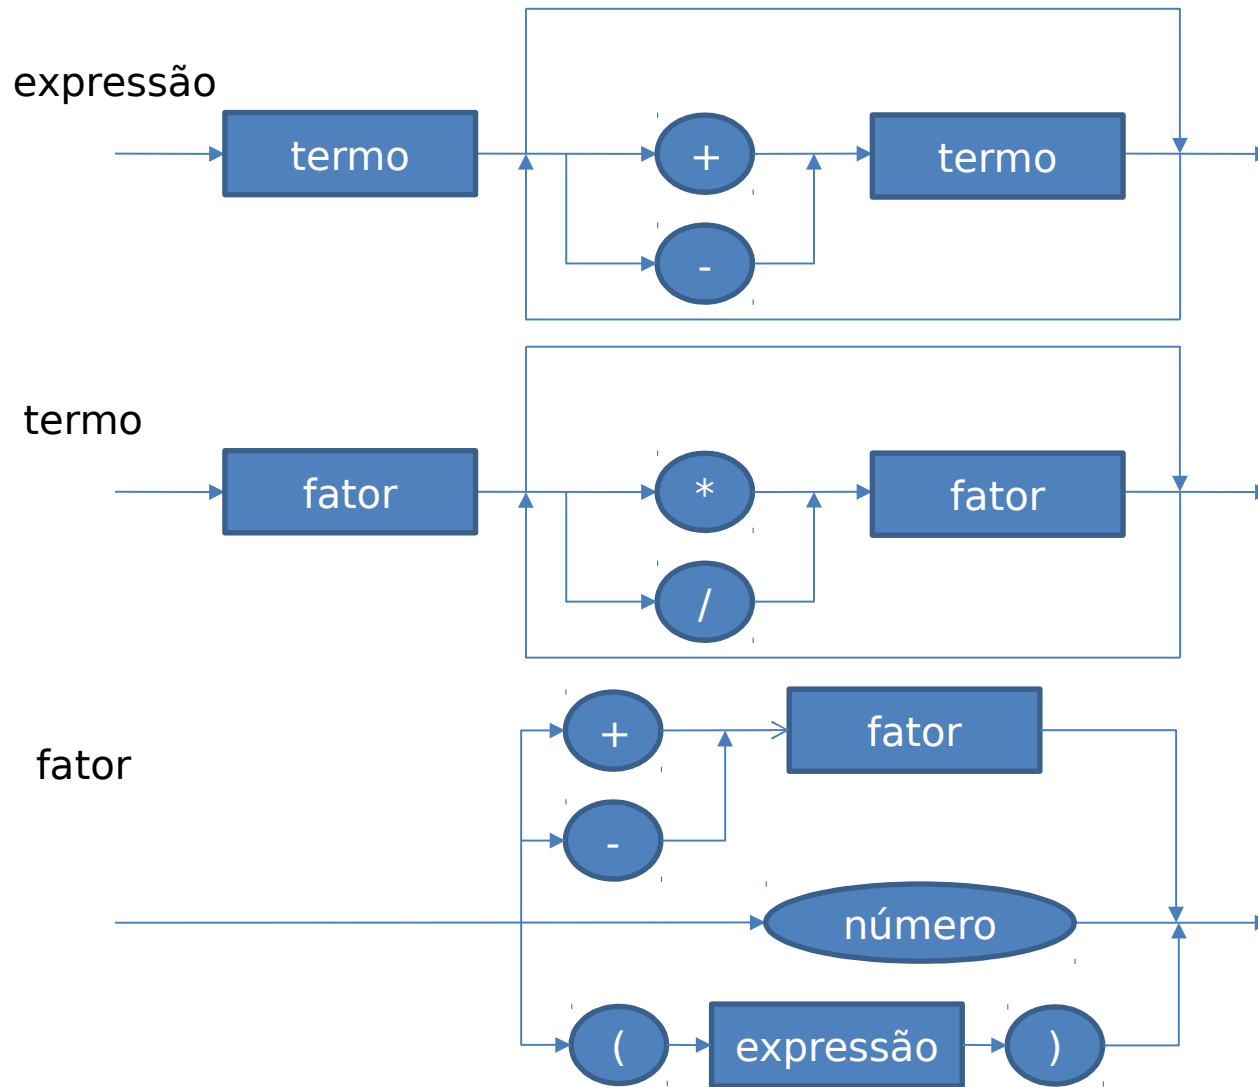 expressão
termo
+
termo
-
termo
fator
*
fator
/
fator
+
fator
-
número
(
expressão
)